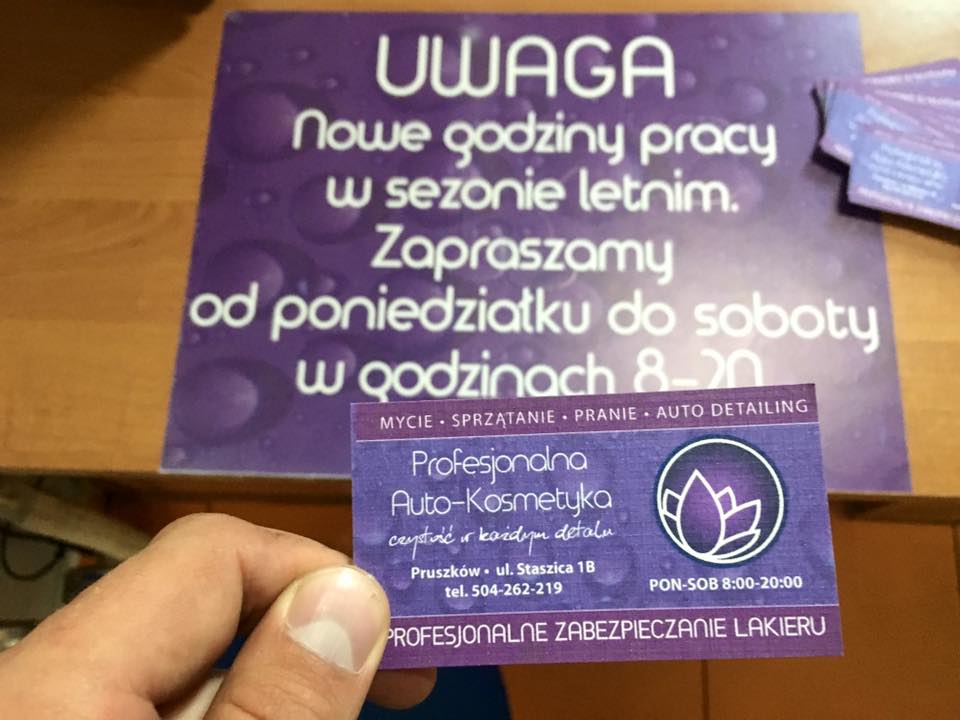 UWAGA
Nowe godziny pracy
w sezonie letnim.
Zapraszamy
od poniedziałku do soboty
w godzinach 8-20
MYCIE • SPRZĄTANIE • PRANIE • AUTO DETAILING
Profesjonalna
Auto-Kosmetyka
czystość w każdym detalu
Pruszków • ul. Staszica 1B
tel. 504-262-219
PON-SOB 8:00-20:00
PROFESJONALNE ZABEZPIECZANIE LAKIERU